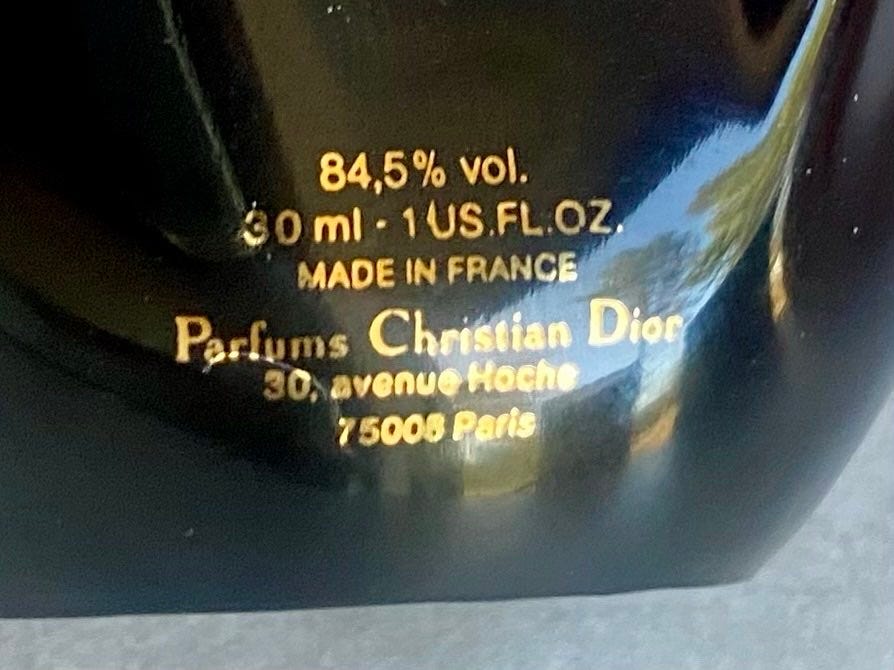 84,5% vol.
30 ml - 1 US.FL.OZ.
MADE IN FRANCE
Parfums Christian Dior
30, avenue Hoche
75008 Paris